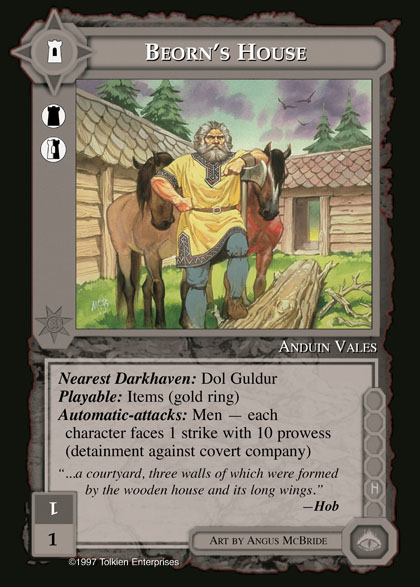 BEORN'S HOUSE
ANDUIN VALES
Nearest Darkhaven: Dol Guldur
Playable: Items (gold ring)
Automatic-attacks: Men — each
character faces 1 strike with 10 prowess
(detainment against covert company)
“...a courtyard, three walls of which were formed
by the wooden house and its long wings.”
—Hob
H
1
1
ART BY ANGUS MCBRIDE
©1997 Tolkien Enterprises